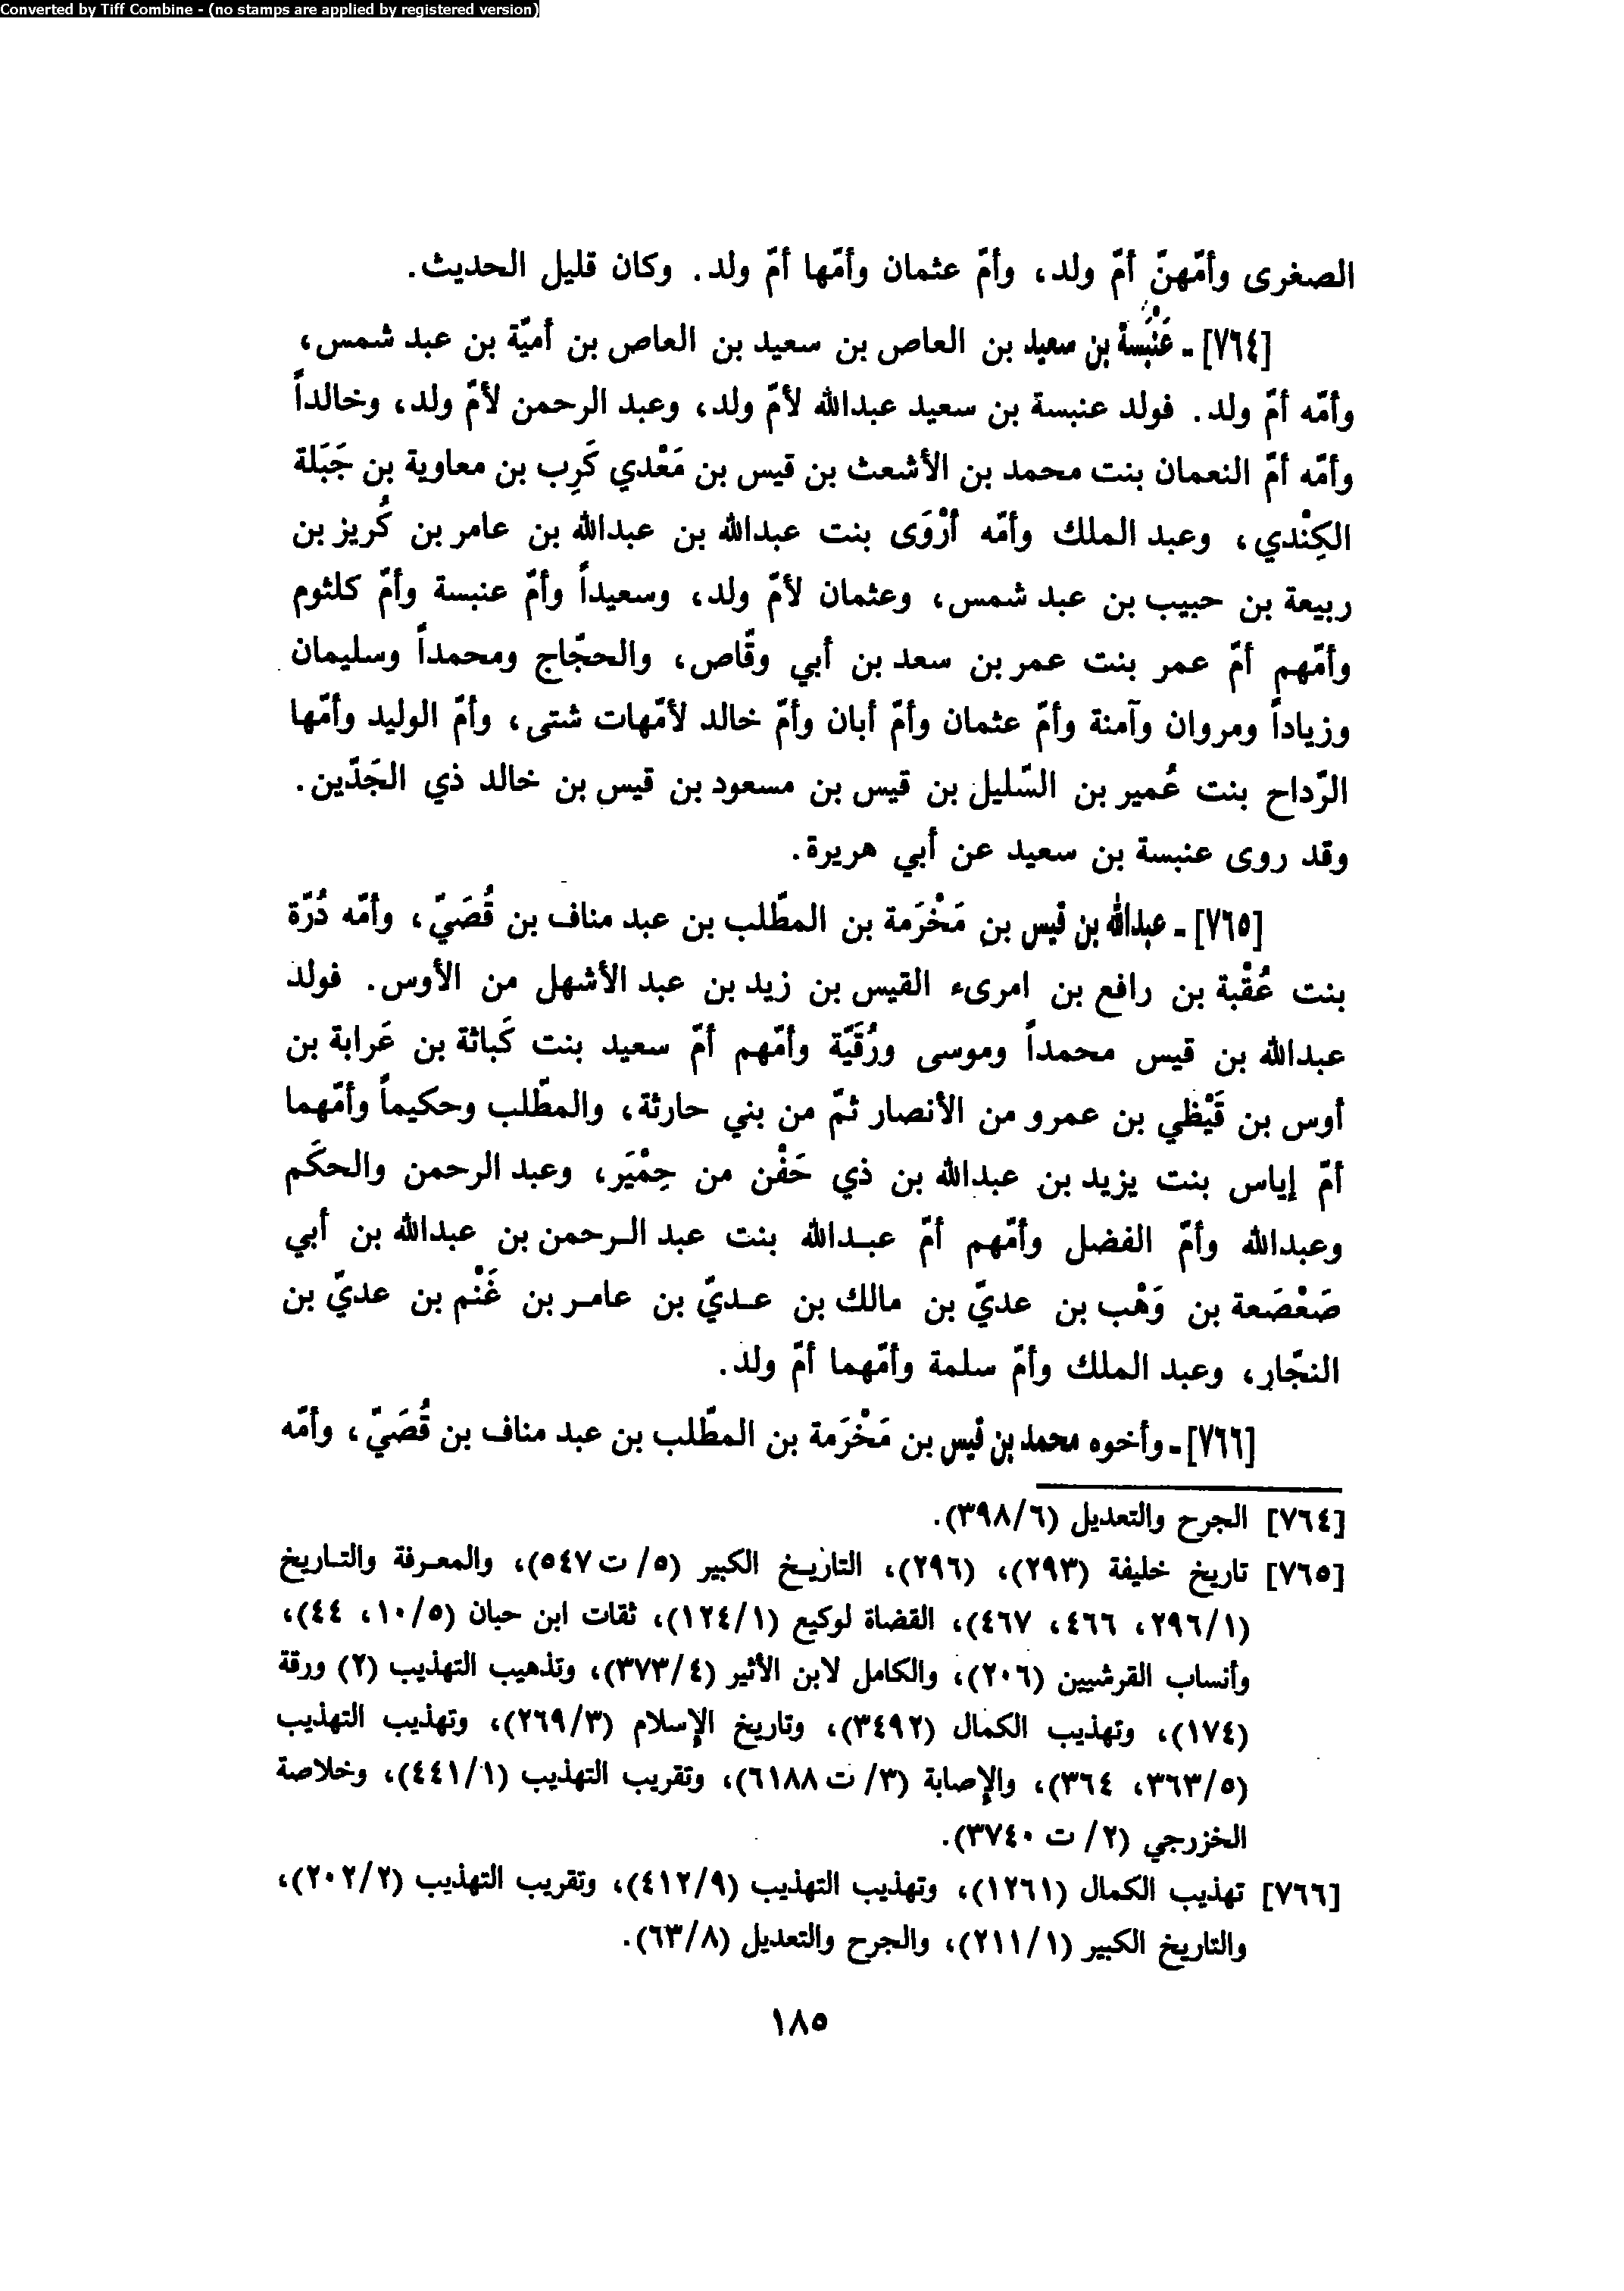 Converted by Tiff Combine - (no stamps are applied by registered version)
الصغرى وأمّهنّ أمّ ولد، وأمّ عثمان وأمّها أمّ ولد. وكان قليل الحديث.
[٧٦٤] - عَنْبَسة بن سعيد بن العاص بن سعيد بن العاص بن أميّة بن عبد شمس،
وأمّه أمّ ولد. فولد عنبسة بن سعيد عبدالله لأمّ ولد، وعبد الرحمن لأمّ ولد، وخالداً
وأمّه أمّ النعمان بنت محمد بن الأشعث بن قيس بن مَعْدي كَرِب بن معاوية بن جَبَلة
الكِنْدي، وعبد الملك وأمّه أرْوَى بنت عبدالله بن عبدالله بن عامر بن كُريز بن
ربيعة بن حبيب بن عبد شمس، وعثمان لأمّ ولد، وسعيداً وأمّ عنبسة وأمّ كلثوم
وأمّهم أمّ عمر بنت عمر بن سعد بن أبي وقّاص، والحجّاج ومحمداً وسليمان
وزياداً ومروان وآمنة وأمّ عثمان وأمّ أبان وأمّ خالد لأمّهات شتى، وأمّ الوليد وأمّها
الرّداح بنت عُمير بن السّليل بن قيس بن مسعود بن قيس بن خالد ذي الجَدّين.
وقد روى عنبسة بن سعيد عن أبي هريرة.
[٧٦٥] - عبدالله بن قيس بن مَخْرَمة بن المطّلب بن عبد مناف بن قُصَيّ، وأمّه دُرّة
بنت عُقْبة بن رافع بن امرىء القيس بن زيد بن عبد الأشهل من الأوس. فولد
عبدالله بن قيس محمداً وموسى ورُقَيّة وأمّهم أمّ سعيد بنت كَباثة بن عَرابة بن
أوس بن قَيْظي بن عمرو من الأنصار ثمّ من بني حارثة، والمطّلب وحكيماً وأمّهما
أمّ إياس بنت يزيد بن عبدالله بن ذي حَفْن من حِمْيَر، وعبد الرحمن والحكَم
وعبدالله وأمّ الفضل وأمّهم أمّ عبدالله بنت عبد الرحمن بن عبدالله بن أبي
صَعْصَعة بن وَهْب بن عديّ بن مالك بن عديّ بن عامر بن غَنْم بن عديّ بن
النجّار، وعبد الملك وأمّ سلمة وأمّهما أمّ ولد.
[٧٦٦] - وأخوه محمد بن قيس بن مَخْرَمة بن المطّلب بن عبد مناف بن قُصَيّ، وأمّه
[٧٦٤] الجرح والتعديل (٣٩٨/٦).
[٧٦٥] تاريخ خليفة (٢٩٣)، (٢٩٦)، التاريخ الكبير (٥/ ت ٥٤٧)، والمعرفة والتاريخ
(٢٩٦/١، ٤٦٦، ٤٦٧)، القضاة لوكيع (١٢٤/١)، ثقات ابن حبان (١٠/٥، ٤٤)،
وأنساب القرشيين (٢٠٦)، والكامل لابن الأثير (٣٧٣/٤)، وتذهيب التهذيب (٢) ورقة
(١٧٤)، وتهذيب الكمال (٣٤٩٢)، وتاريخ الإسلام (٢٦٩/٣)، وتهذيب التهذيب
(٣٦٣/٥، ٣٦٤)، والإصابة (٣/ ت ٦١٨٨)، وتقريب التهذيب (٤٤١/١)، وخلاصة
الخزرجي (٢/ ت ٣٧٤٠).
[٧٦٦] تهذيب الكمال (١٢٦١)، وتهذيب التهذيب (٤١٢/٩)، وتقريب التهذيب (٢٠٢/٢)،
والتاريخ الكبير (٢١١/١)، والجرح والتعديل (٦٣/٨).
١٨٥